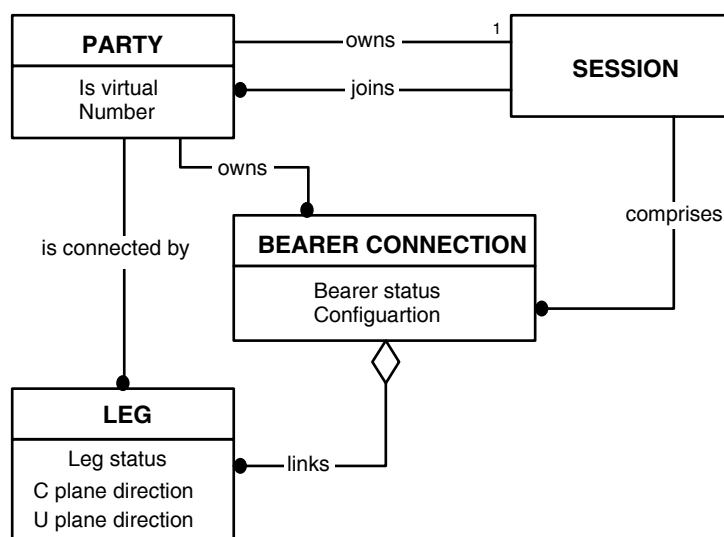 PARTY
Is virtual
Number
owns
1
joins
SESSION
owns
comprises
is connected by
BEARER CONNECTION
Bearer status
Configuartion
LEG
Leg status
C plane direction
U plane direction
links